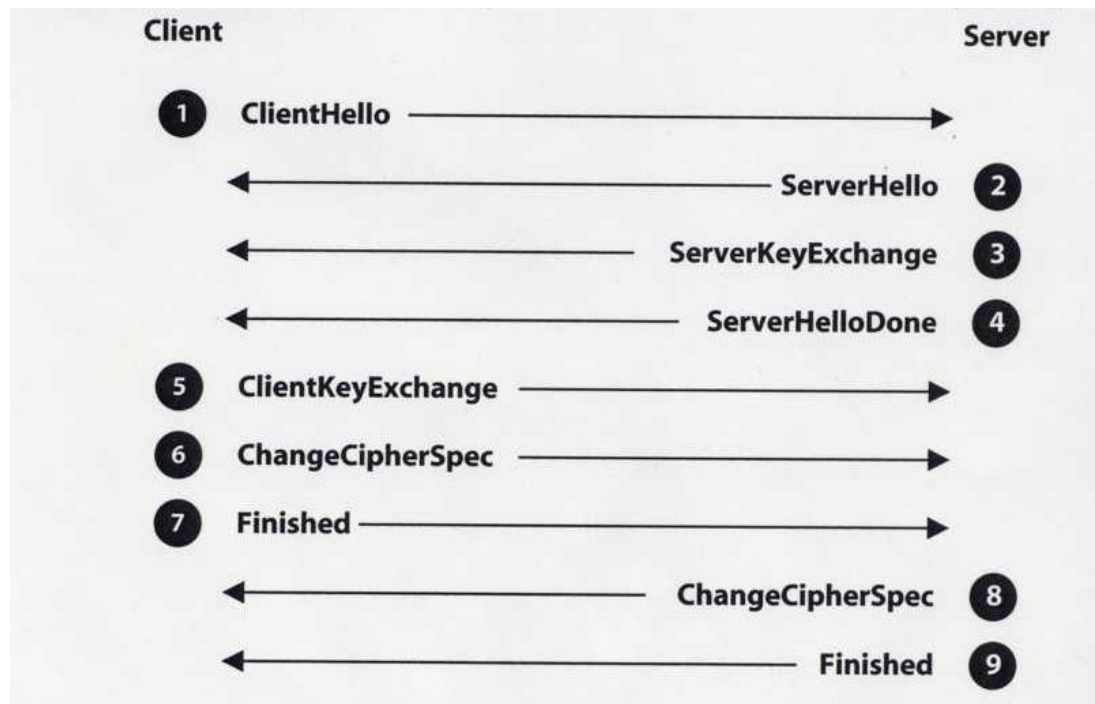 Client
Server
1 ClientHello
ServerHello 2
ServerKeyExchange 3
ServerHelloDone 4
5 ClientKeyExchange
6 ChangeCipherSpec
7 Finished
ChangeCipherSpec 8
Finished 9